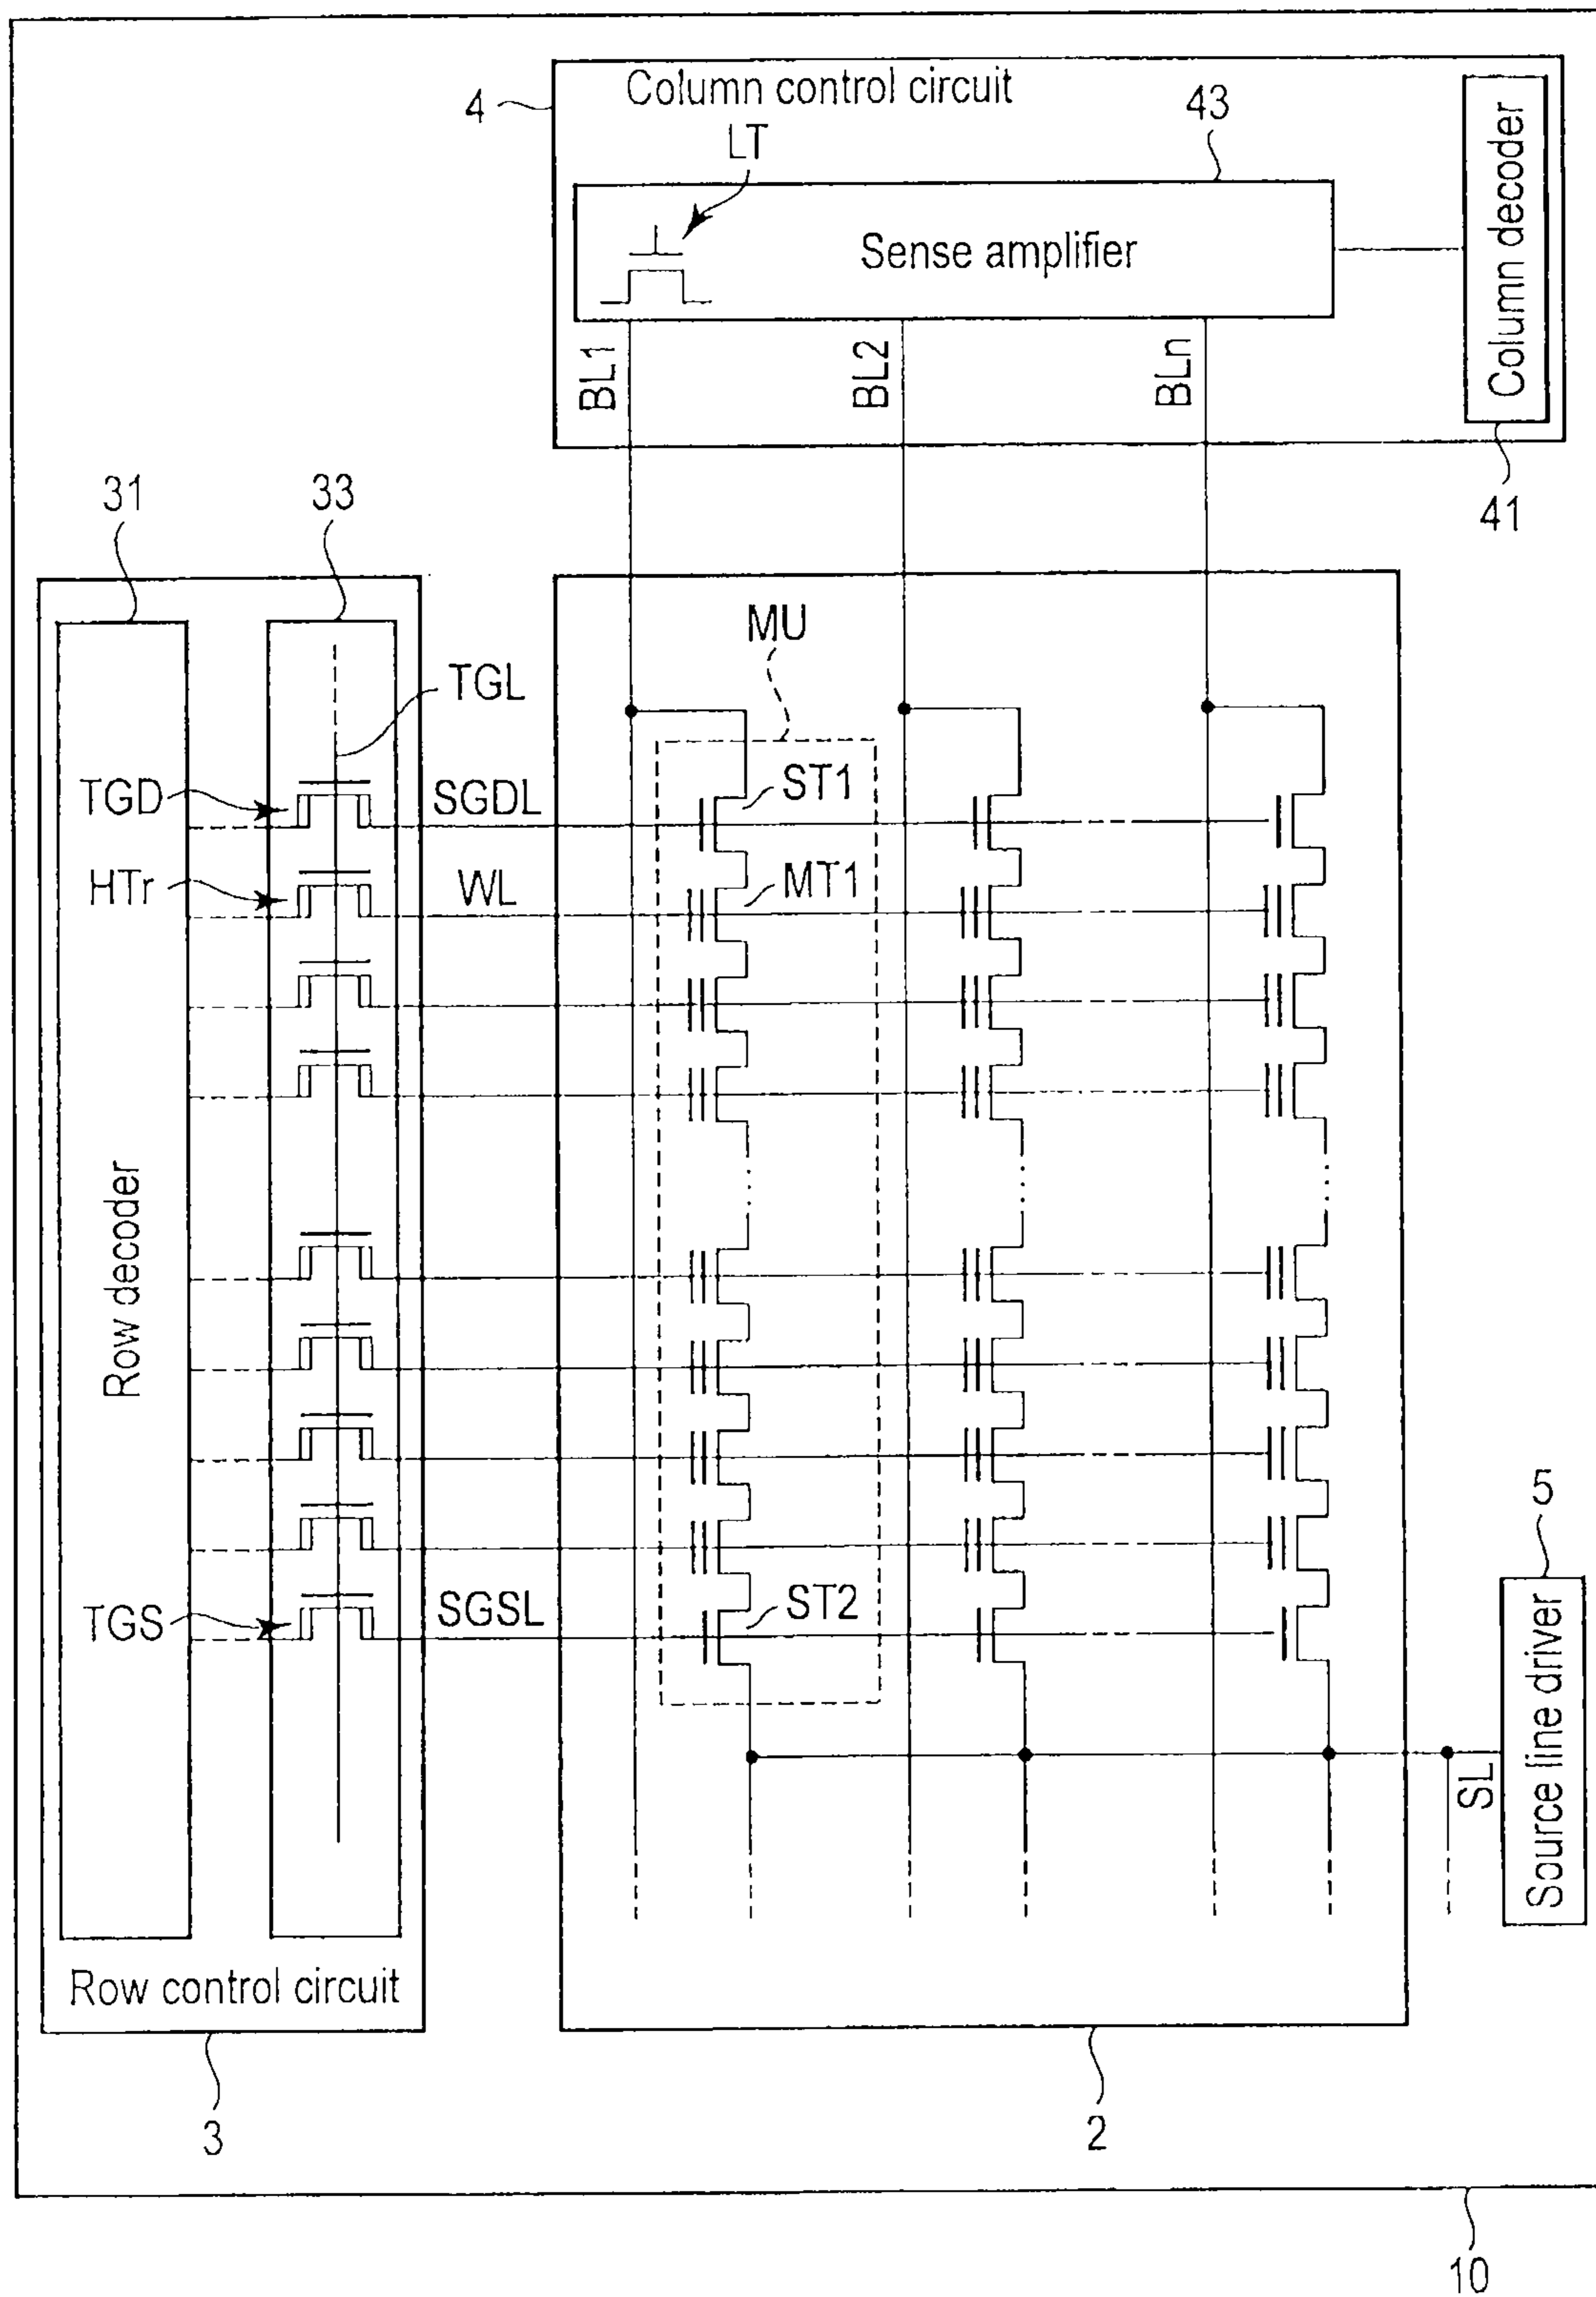 Column control circuit
4
43
LT
Sense amplifier
Column decoder
BL1
BL2
BLn
41
31
33
MU
TGL
TGD
SGDL
ST1
HTr
WL
MT1
Row decoder
TGS
SGSL
ST2
5
SL
Source line driver
Row control circuit
3
2
10